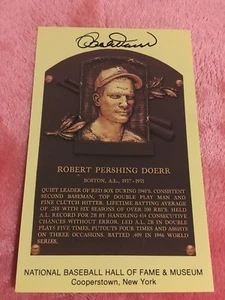 ROBERT PERSHING DOERR
BOSTON, A.L., 1937-1951
QUIET LEADER OF RED SOX DURING 1940'S. CONSISTENT
SECOND BASEMAN, TOP DOUBLE PLAY MAN AND
FINE CLUTCH HITTER. LIFETIME BATTING AVERAGE
OF .288 WITH SIX SEASONS OF OVER 100 RBI'S. HELD
A.L. RECORD FOR 2B BY HANDLING 414 CONSECUTIVE
CHANCES WITHOUT ERROR. LED A.L. 2B IN DOUBLE
PLAYS FIVE TIMES, PUTOUTS FOUR TIMES AND ASSISTS
ON THREE OCCASIONS. BATTED .409 IN 1946 WORLD
SERIES.
NATIONAL BASEBALL HALL OF FAME & MUSEUM
Cooperstown, New York